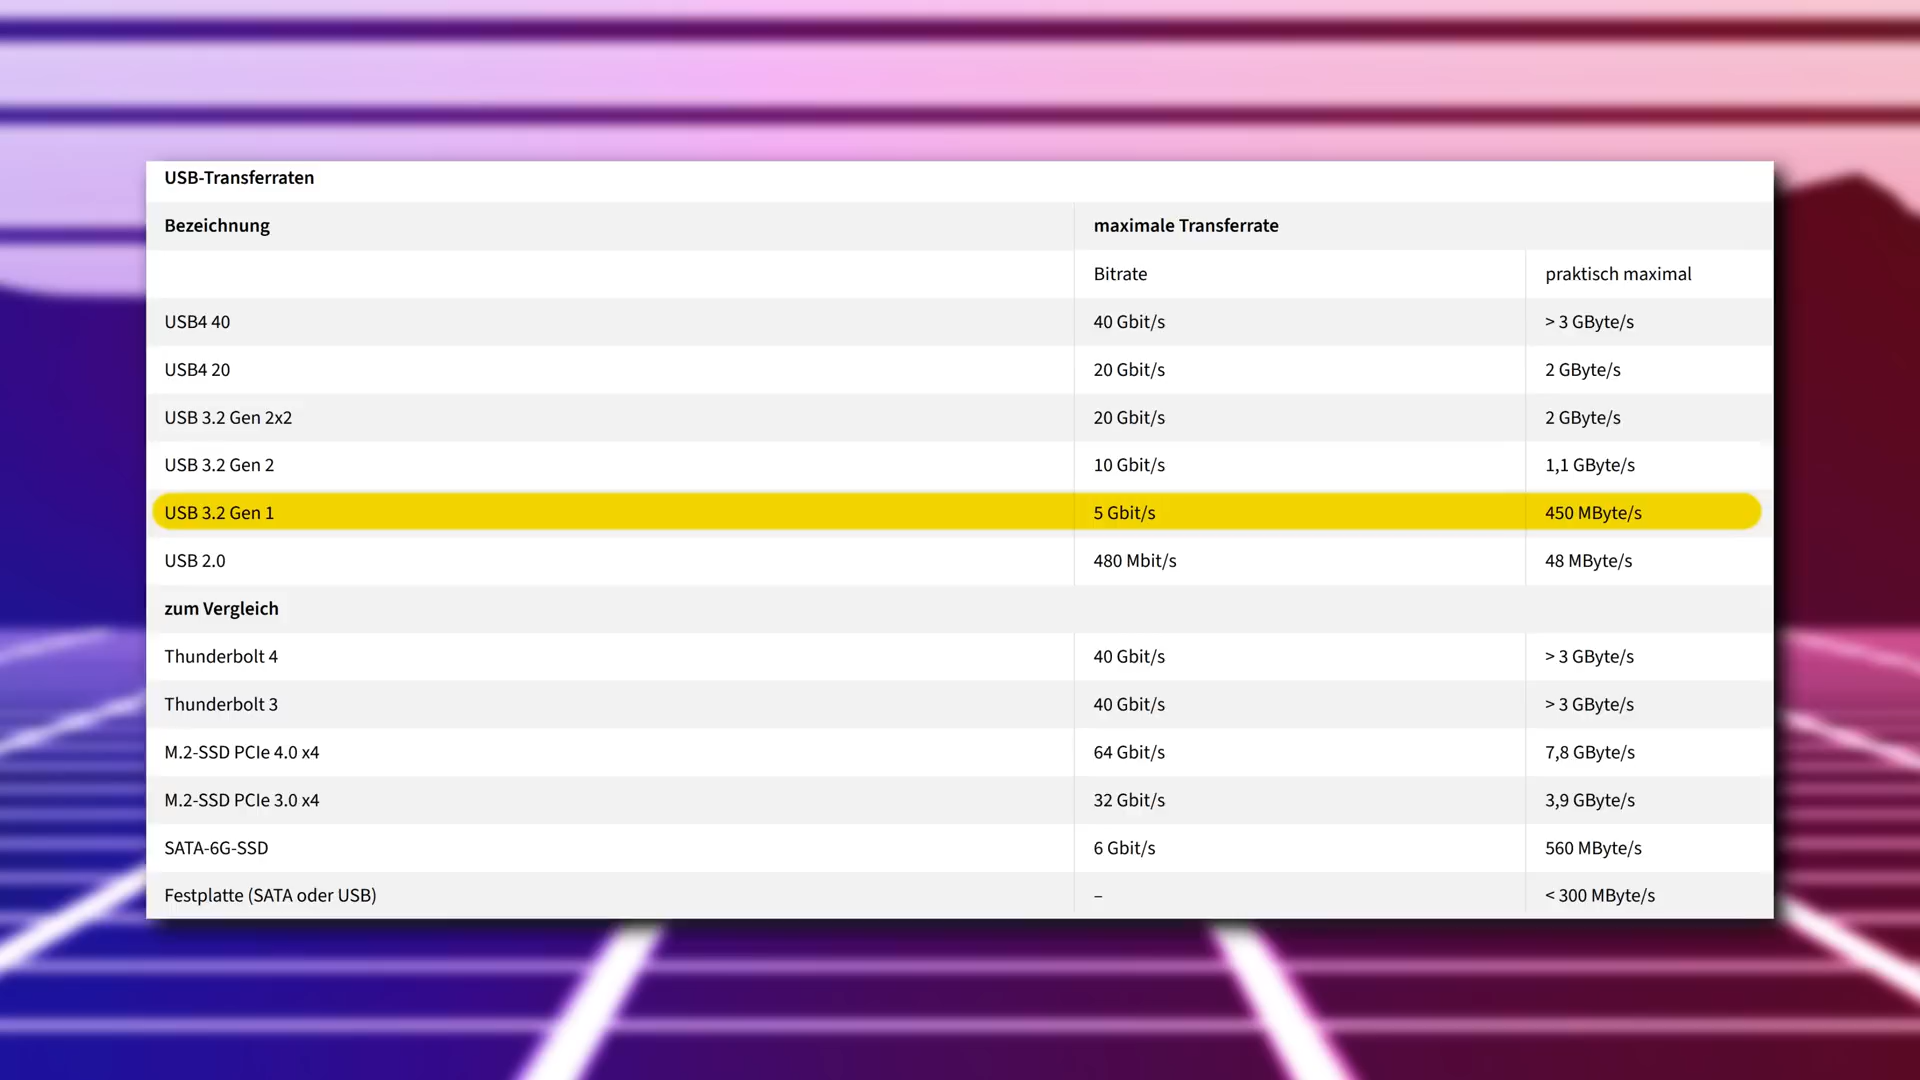 USB-Transferraten
Bezeichnung maximale Transferrate
Bitrate praktisch maximal
USB4 40 40 Gbit/s > 3 GByte/s
USB4 20 20 Gbit/s 2 GByte/s
USB 3.2 Gen 2x2 20 Gbit/s 2 GByte/s
USB 3.2 Gen 2 10 Gbit/s 1,1 GByte/s
USB 3.2 Gen 1 5 Gbit/s 450 MByte/s
USB 2.0 480 Mbit/s 48 MByte/s
zum Vergleich
Thunderbolt 4 40 Gbit/s > 3 GByte/s
Thunderbolt 3 40 Gbit/s > 3 GByte/s
M.2-SSD PCIe 4.0 x4 64 Gbit/s 7,8 GByte/s
M.2-SSD PCIe 3.0 x4 32 Gbit/s 3,9 GByte/s
SATA-6G-SSD 6 Gbit/s 560 MByte/s
Festplatte (SATA oder USB) – < 300 MByte/s